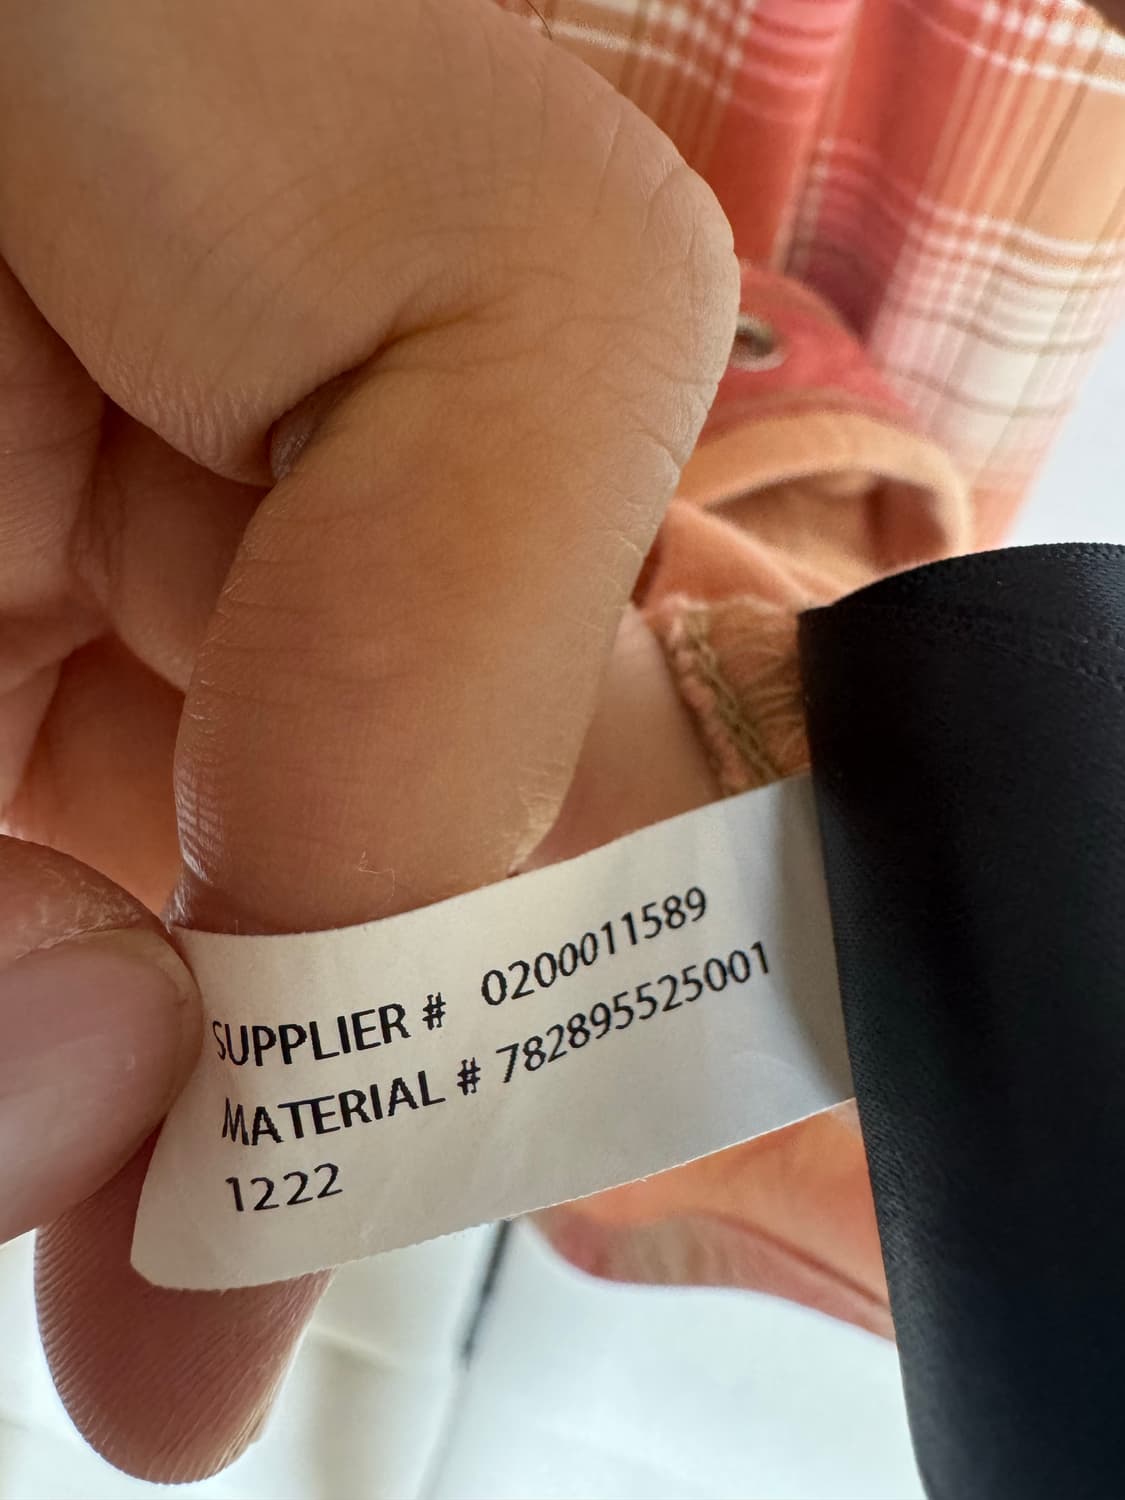 SUPPLIER # 0200011589
MATERIAL # 782895525001
1222